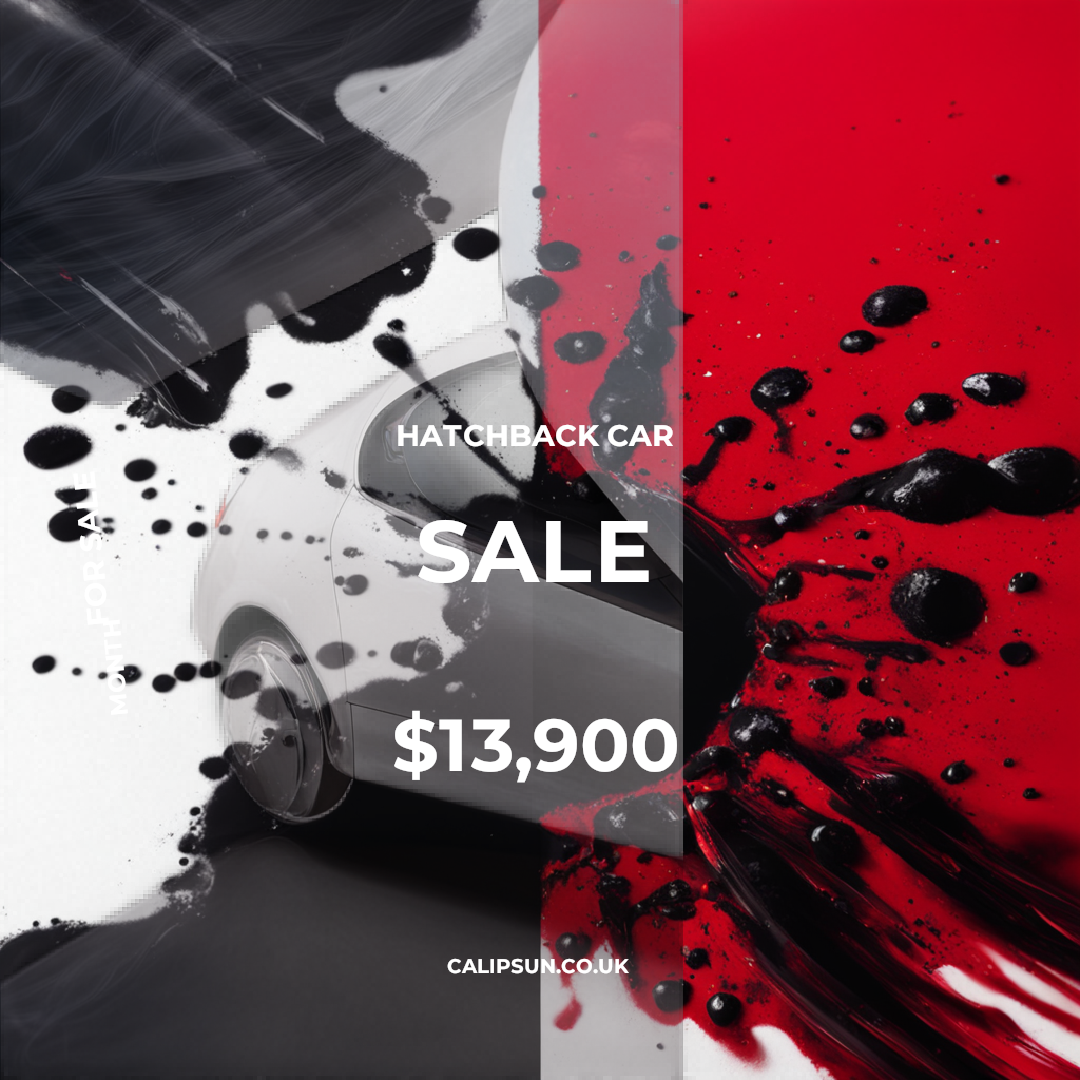 HATCHBACK CAR
SALE
$13,900
CALIPSUN.CO.UK
FOR SALE
MONTH